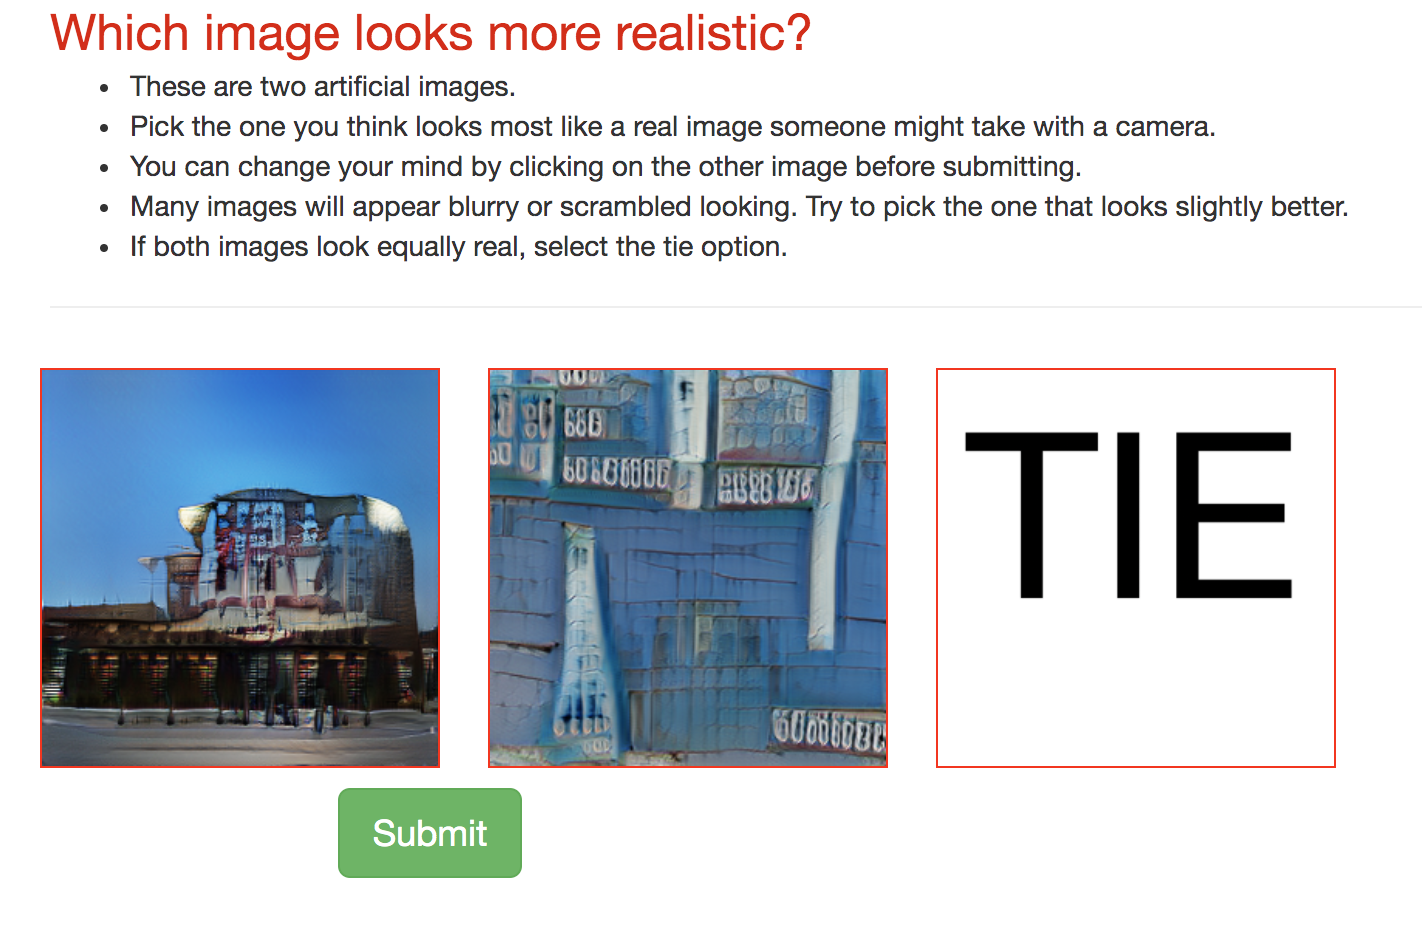 Which image looks more realistic?
These are two artificial images.
Pick the one you think looks most like a real image someone might take with a camera.
You can change your mind by clicking on the other image before submitting.
Many images will appear blurry or scrambled looking. Try to pick the one that looks slightly better.
If both images look equally real, select the tie option.
TIE
Submit